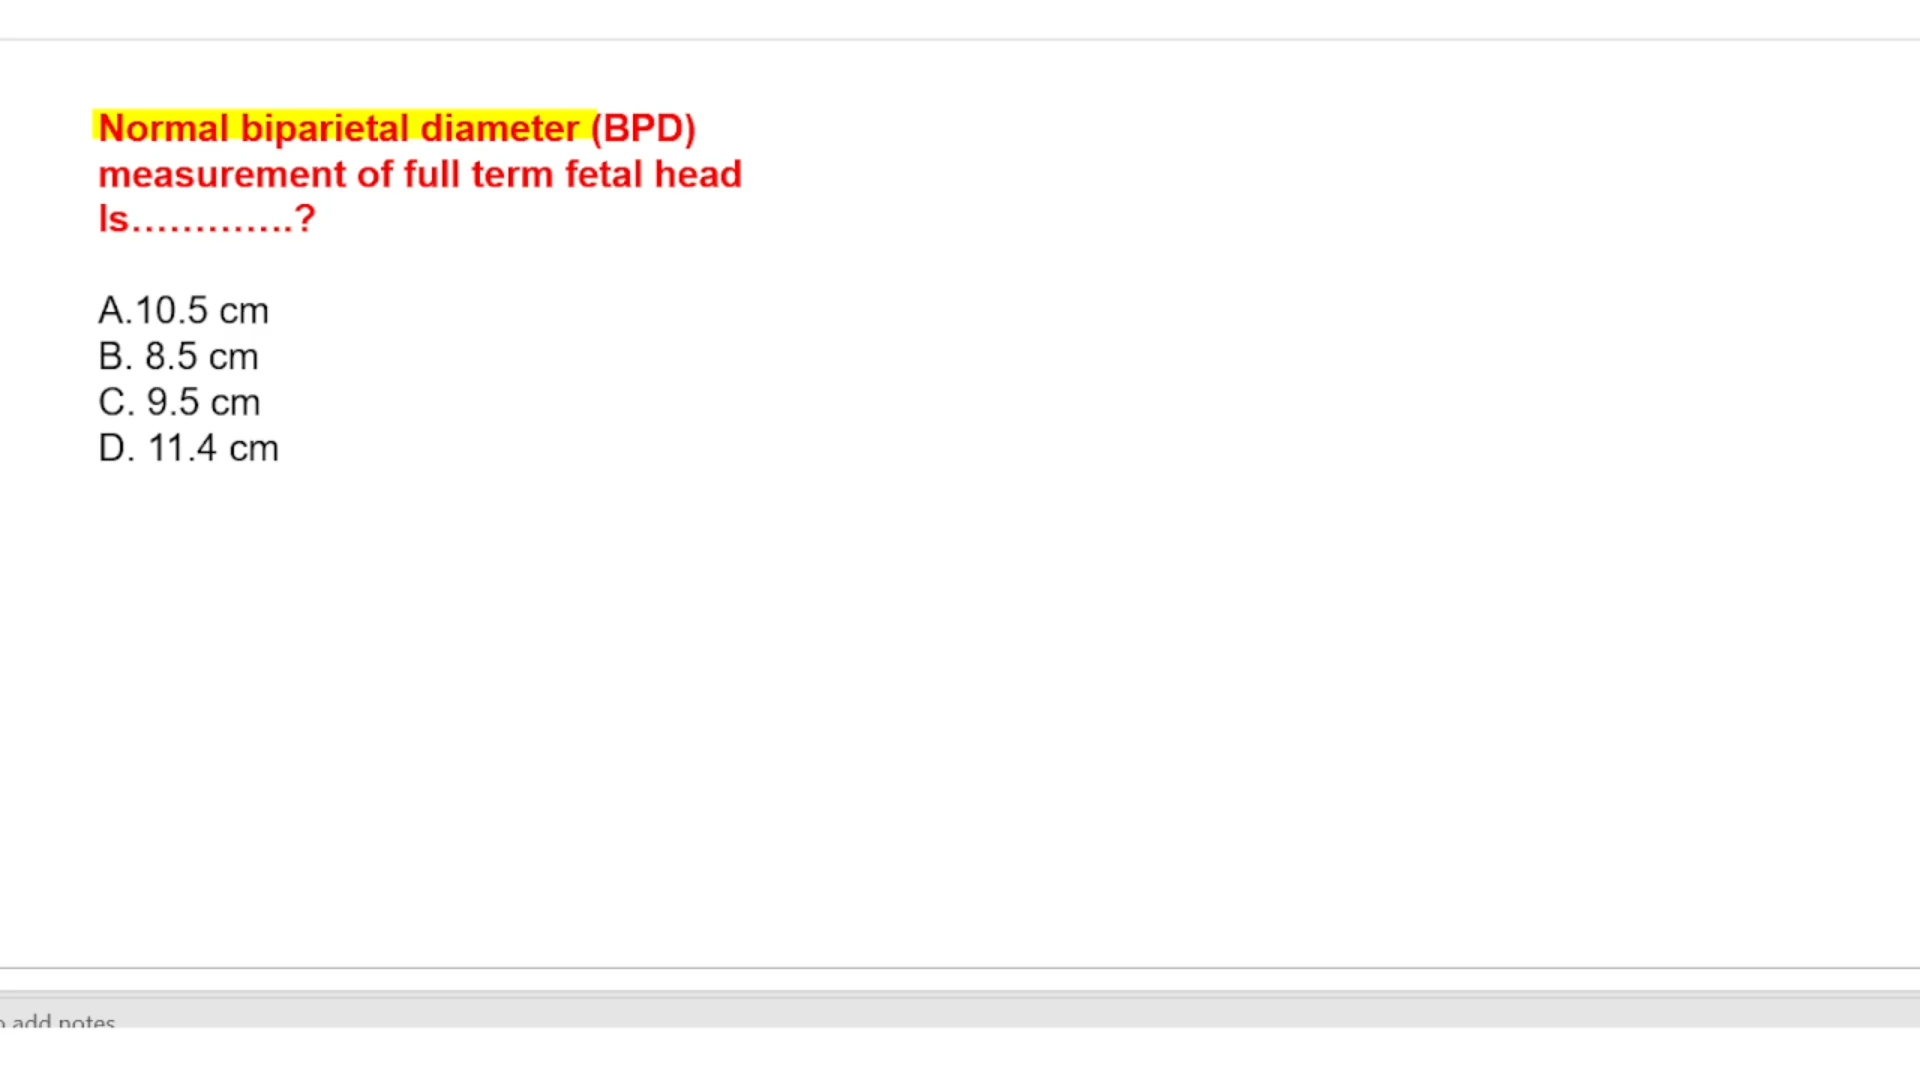 Normal biparietal diameter (BPD)
measurement of full term fetal head
Is.............?
A.10.5 cm
B. 8.5 cm
C. 9.5 cm
D. 11.4 cm
add notes